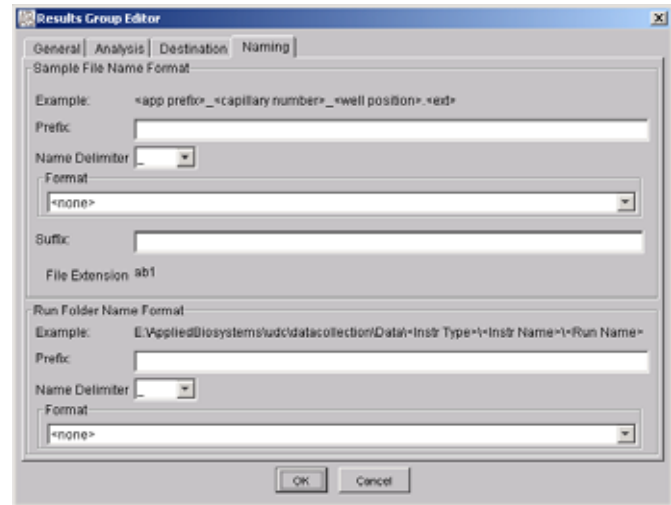 Results Group Editor
General Analysis Destination Naming
Sample File Name Format
Example: <app prefix>_<capillary number>_<well position>.<ext>
Prefix:
Name Delimiter _
Format
<none>
Suffix:
File Extension ab1
Run Folder Name Format
Example: E:\AppliedBiosystems\udc\datacollection\Data\<Instr Type>\<Instr Name>\<Run Name>
Prefix:
Name Delimiter _
Format
<none>
OK Cancel